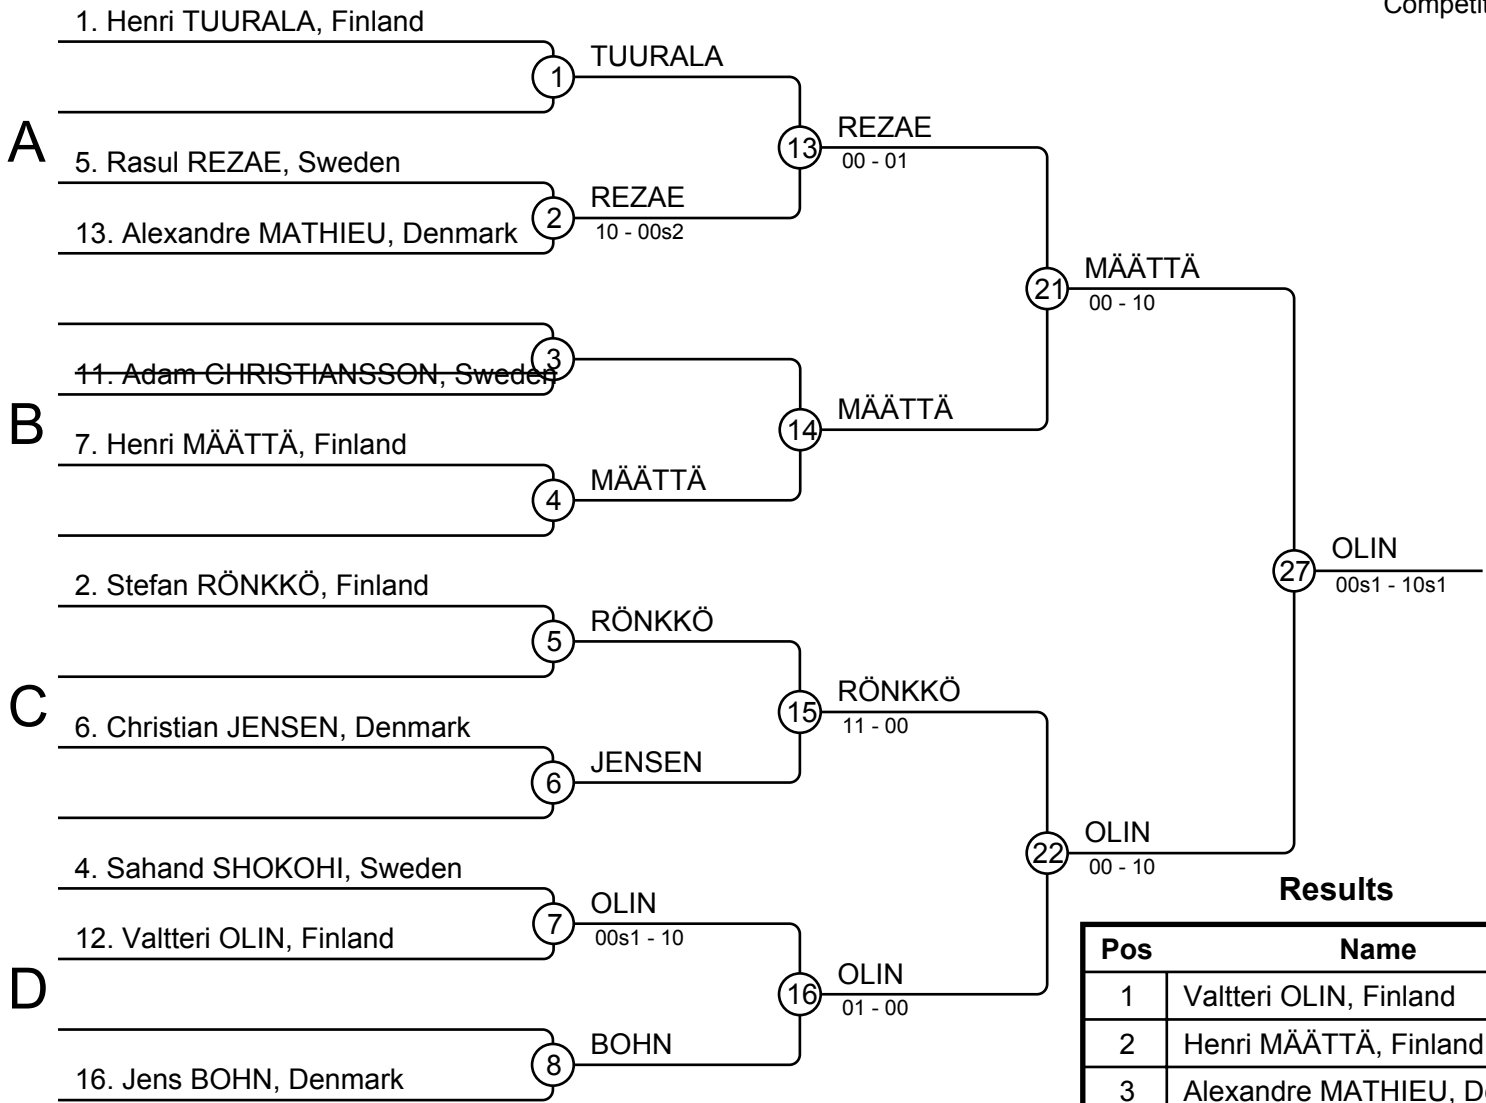 Competit
1. Henri TUURALA, Finland
1
TUURALA
A
13
REZAE
00 - 01
5. Rasul REZAE, Sweden
2
REZAE
10 - 00s2
13. Alexandre MATHIEU, Denmark
21
MÄÄTTÄ
00 - 10
3
11. Adam CHRISTIANSSON, Sweden
B
14
MÄÄTTÄ
7. Henri MÄÄTTÄ, Finland
4
MÄÄTTÄ
27
OLIN
00s1 - 10s1
2. Stefan RÖNKKÖ, Finland
5
RÖNKKÖ
C
15
RÖNKKÖ
11 - 00
6. Christian JENSEN, Denmark
6
JENSEN
22
OLIN
00 - 10
4. Sahand SHOKOHI, Sweden
7
OLIN
00s1 - 10
12. Valtteri OLIN, Finland
D
16
OLIN
01 - 00
8
BOHN
16. Jens BOHN, Denmark
Results
Pos Name
1 Valtteri OLIN, Finland
2 Henri MÄÄTTÄ, Finland
3 Alexandre MATHIEU, D